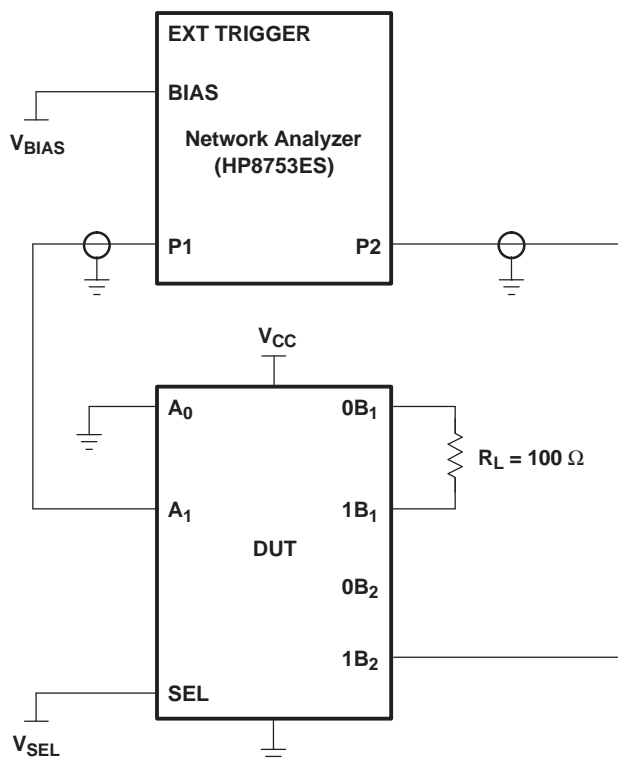 EXT TRIGGER
BIAS
V_BIAS
Network Analyzer
(HP8753ES)
P1
P2
V_CC
A_0
0B_1
R_L = 100 Ω
A_1
1B_1
DUT
0B_2
1B_2
SEL
V_SEL